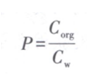 P = C_org / C_w